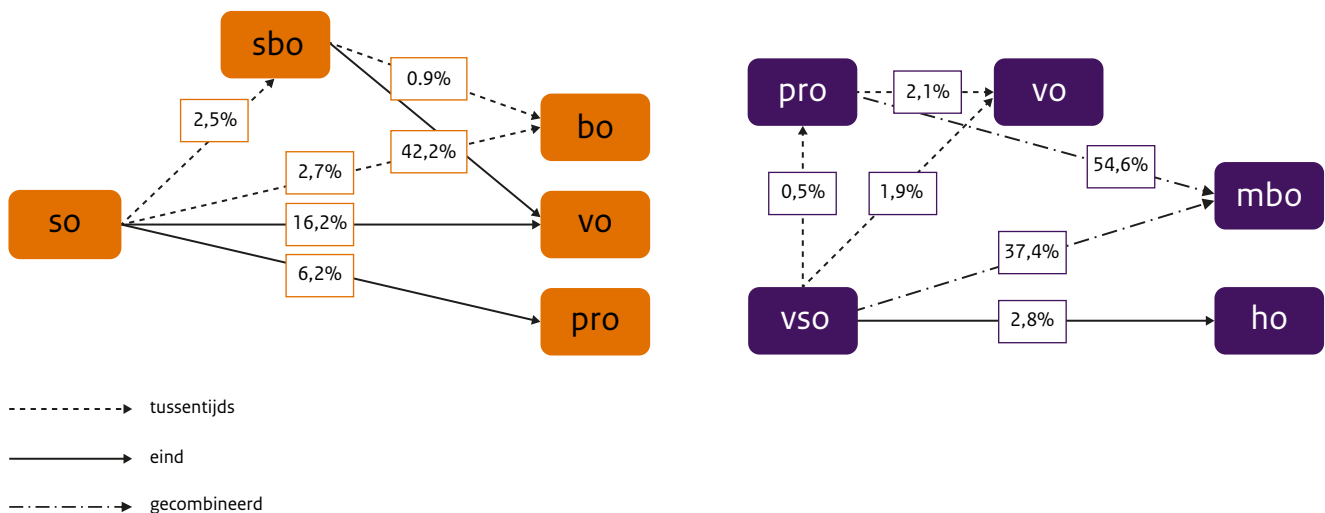 sbo
0.9%
2,5%
bo
42,2%
2,7%
so
16,2%
vo
6,2%
pro
pro
2,1%
vo
54,6%
0,5%
1,9%
mbo
37,4%
vso
2,8%
ho
tussentijds
eind
gecombineerd